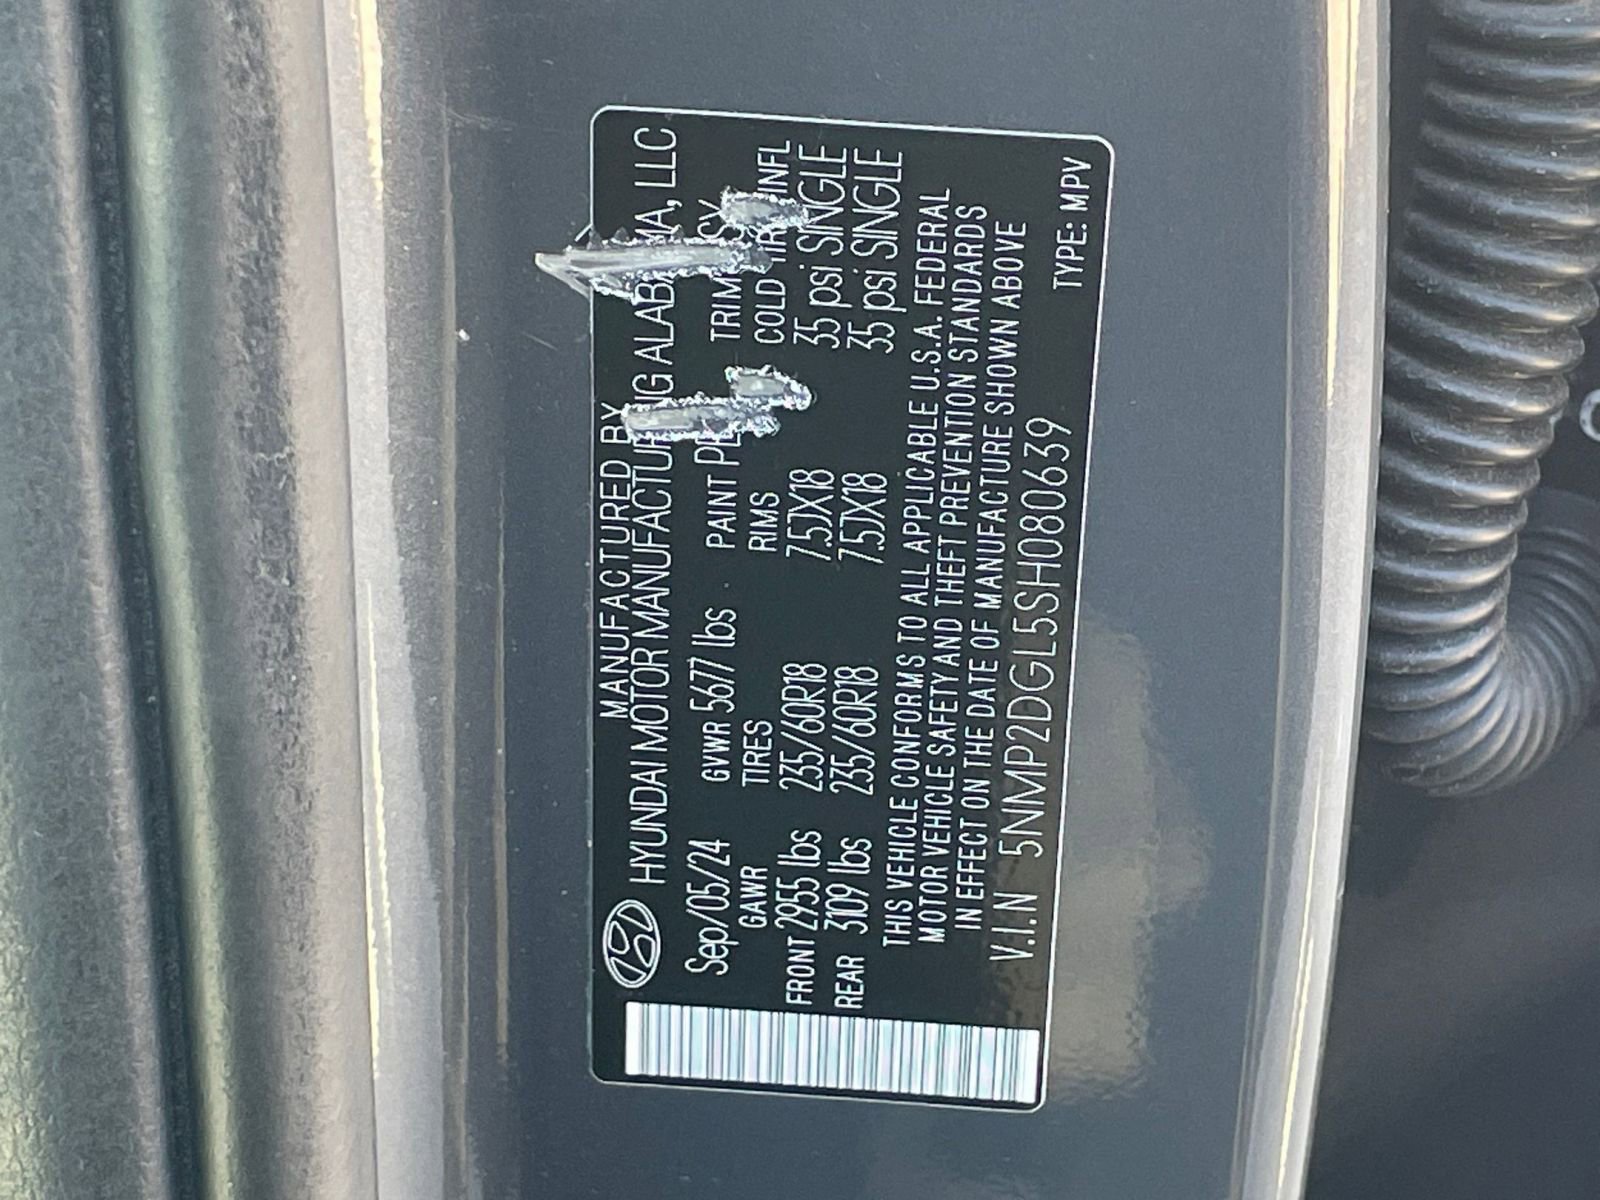 MANUFACTURED BY
HYUNDAI MOTOR MANUFACTURING ALABAMA, LLC
Sep/05/24 GVWR 5677 lbs PAINT TRIM
GAWR TIRES RIMS COLD TIRE INFL
FRONT 2955 lbs 235/60R18 7.5JX18 35 psi SINGLE
REAR 3109 lbs 235/60R18 7.5JX18 35 psi SINGLE
THIS VEHICLE CONFORMS TO ALL APPLICABLE U.S.A. FEDERAL
MOTOR VEHICLE SAFETY AND THEFT PREVENTION STANDARDS
IN EFFECT ON THE DATE OF MANUFACTURE SHOWN ABOVE
V.I.N 5NMP2DGL5SH080639 TYPE: MPV